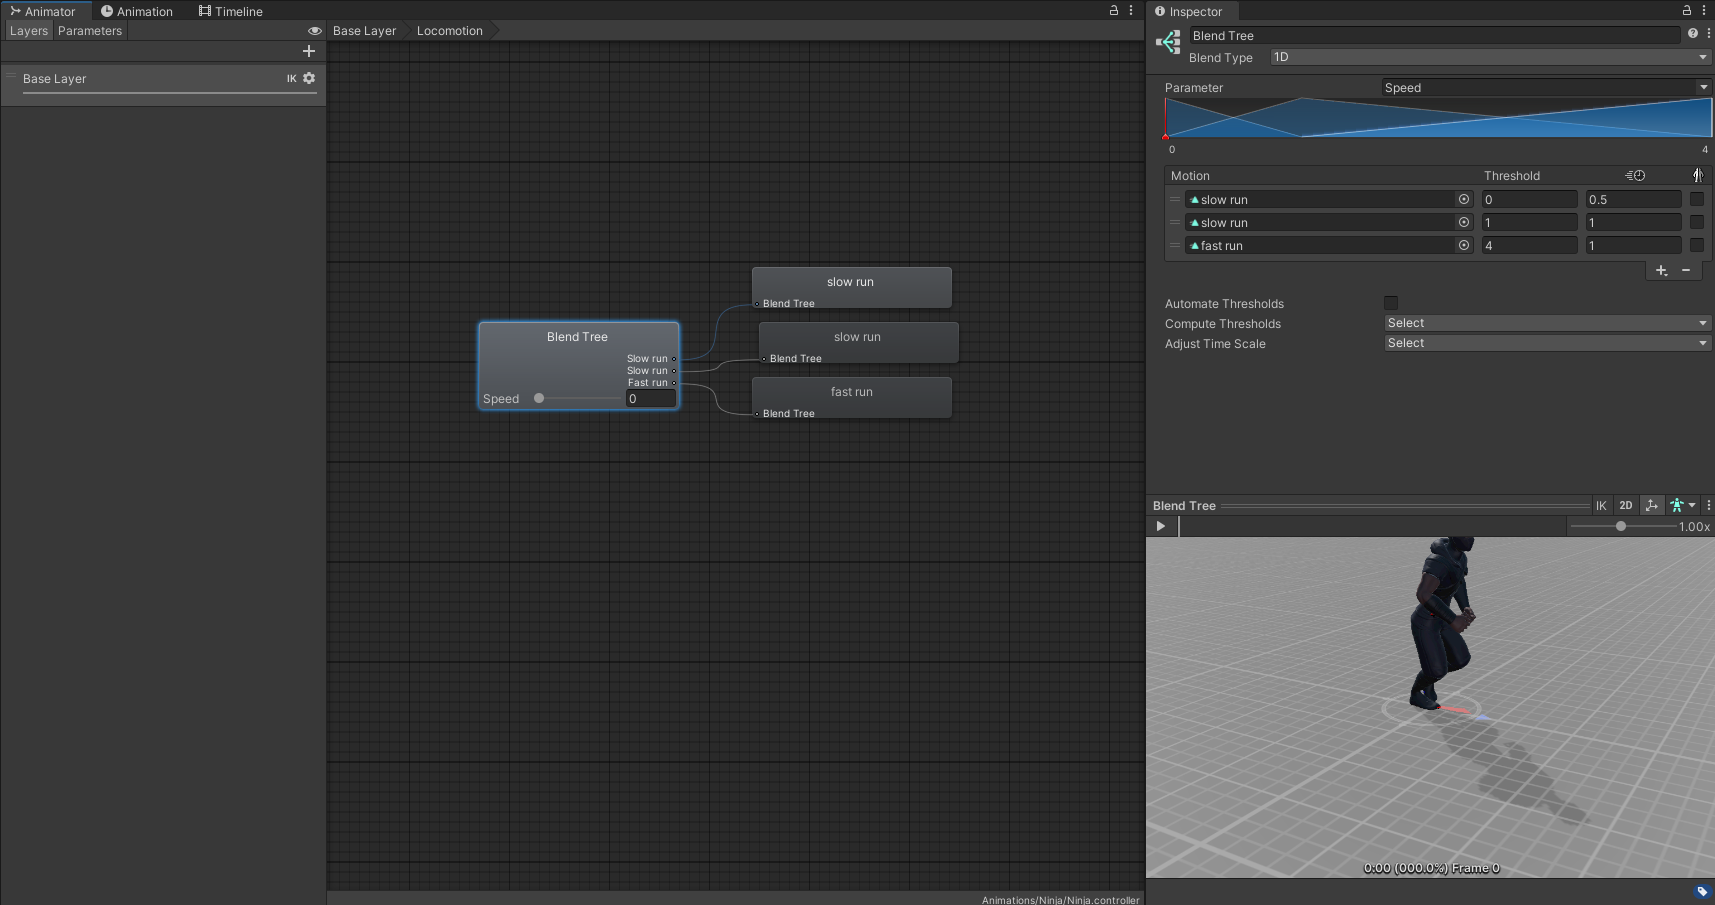 Animator
Animation
Timeline
Layers
Parameters
Base Layer
Locomotion
Base Layer
IK
slow run
Blend Tree
Blend Tree
slow run
Slow run
Blend Tree
Slow run
Fast run
fast run
Speed
0
Blend Tree
Animations/Ninja/Ninja.controller
Inspector
Blend Tree
Blend Type
1D
Parameter
Speed
0
4
Motion
Threshold
slow run
0
0.5
slow run
1
1
fast run
4
1
Automate Thresholds
Compute Thresholds
Select
Adjust Time Scale
Select
Blend Tree
IK
2D
1.00x
0:00 (000.0%) Frame 0